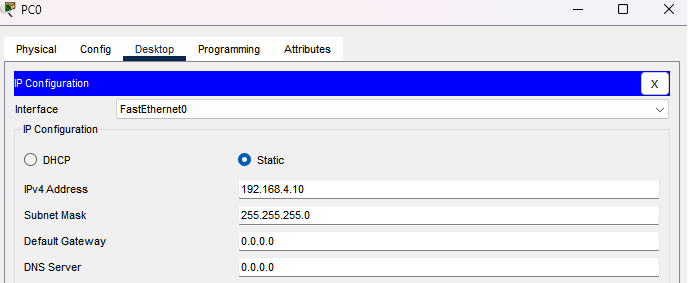 PC0
Physical Config Desktop Programming Attributes
IP Configuration X
Interface FastEthernet0
IP Configuration
DHCP Static
IPv4 Address 192.168.4.10
Subnet Mask 255.255.255.0
Default Gateway 0.0.0.0
DNS Server 0.0.0.0